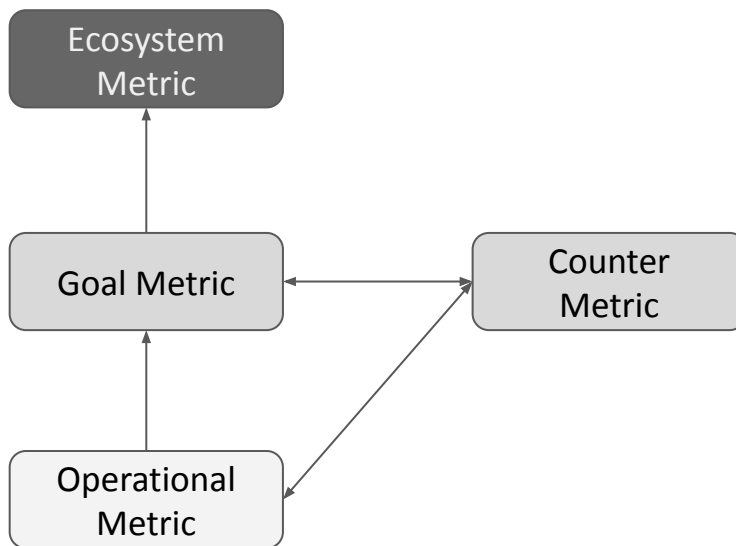 Ecosystem
Metric
Goal Metric
Counter
Metric
Operational
Metric